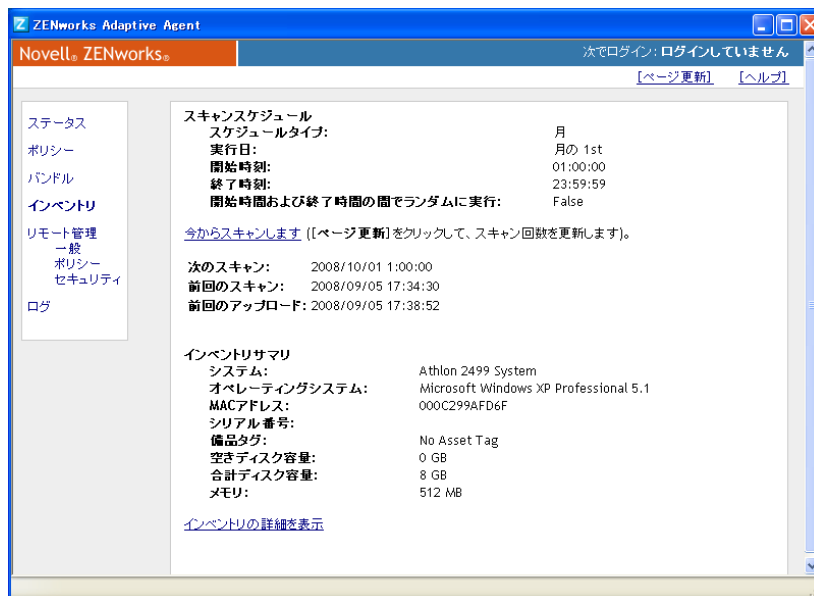 ZENworks Adaptive Agent
Novell® ZENworks®
次でログイン: ログインしていません
[ページ更新] [ヘルプ]
ステータス
ポリシー
バンドル
インベントリ
リモート管理
一般
ポリシー
セキュリティ
ログ
スキャンスケジュール
スケジュールタイプ: 月
実行日: 月の 1st
開始時刻: 01:00:00
終了時刻: 23:59:59
開始時間および終了時間の間でランダムに実行: False
今からスキャンします ([ページ更新]をクリックして、スキャン回数を更新します)。
次のスキャン: 2008/10/01 1:00:00
前回のスキャン: 2008/09/05 17:34:30
前回のアップロード: 2008/09/05 17:38:52
インベントリサマリ
システム: Athlon 2499 System
オペレーティングシステム: Microsoft Windows XP Professional 5.1
MACアドレス: 000C299AFD6F
シリアル番号:
備品タグ: No Asset Tag
空きディスク容量: 0 GB
合計ディスク容量: 8 GB
メモリ: 512 MB
インベントリの詳細を表示